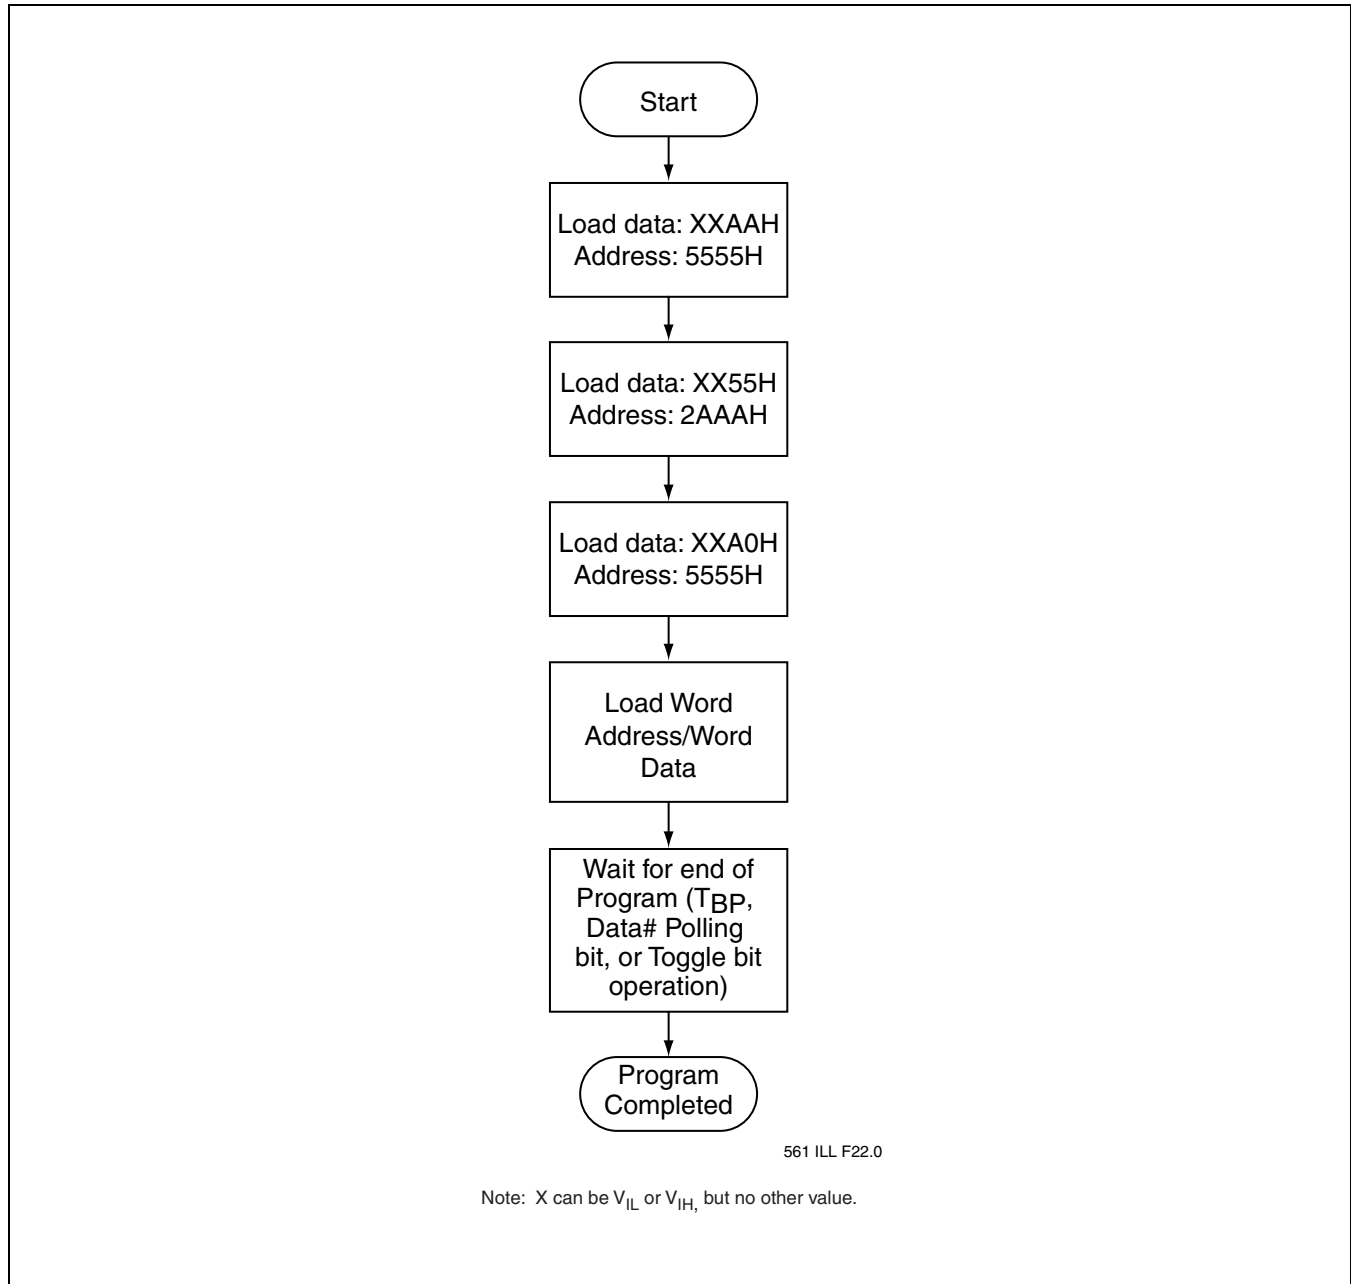 Start
Load data: XXAAH
Address: 5555H
Load data: XX55H
Address: 2AAAH
Load data: XXA0H
Address: 5555H
Load Word
Address/Word
Data
Wait for end of
Program (TBP,
Data# Polling
bit, or Toggle bit
operation)
Program
Completed
561 ILL F22.0
Note: X can be VIL or VIH, but no other value.